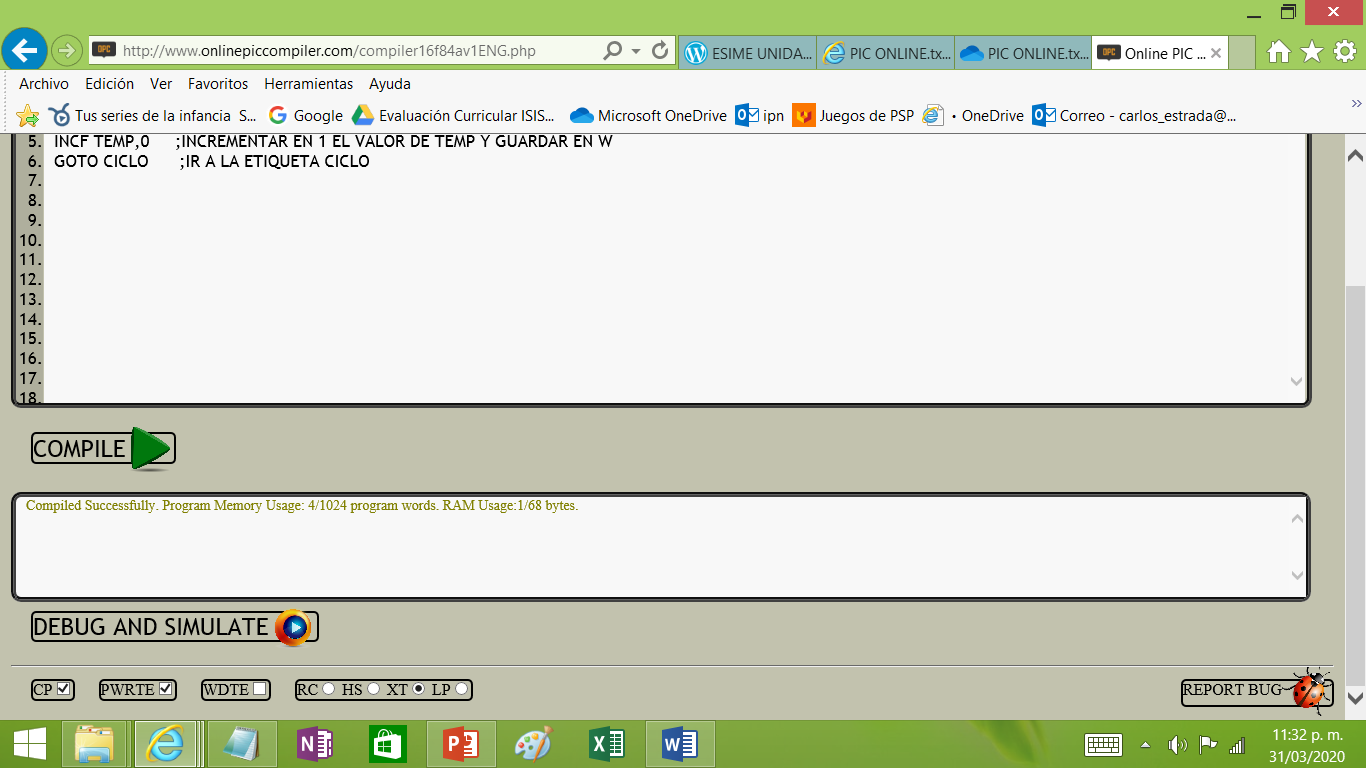 http://www.onlinepiccompiler.com/compiler16f84av1ENG.php
ESIME UNIDA...
PIC ONLINE.tx...
PIC ONLINE.tx...
OPC
Online PIC ...
Archivo Edición Ver Favoritos Herramientas Ayuda
Tus series de la infancia S... Google Evaluación Curricular ISIS... Microsoft OneDrive ipn Juegos de PSP • OneDrive Correo - carlos_estrada@...
5. INCF TEMP,0 ;INCREMENTAR EN 1 EL VALOR DE TEMP Y GUARDAR EN W
6. GOTO CICLO ;IR A LA ETIQUETA CICLO
7.
8.
9.
10.
11.
12.
13.
14.
15.
16.
17.
18.
COMPILE
Compiled Successfully. Program Memory Usage: 4/1024 program words. RAM Usage:1/68 bytes.
DEBUG AND SIMULATE
CP PWRTE WDTE RC HS XT LP REPORT BUG
11:32 p. m.
31/03/2020